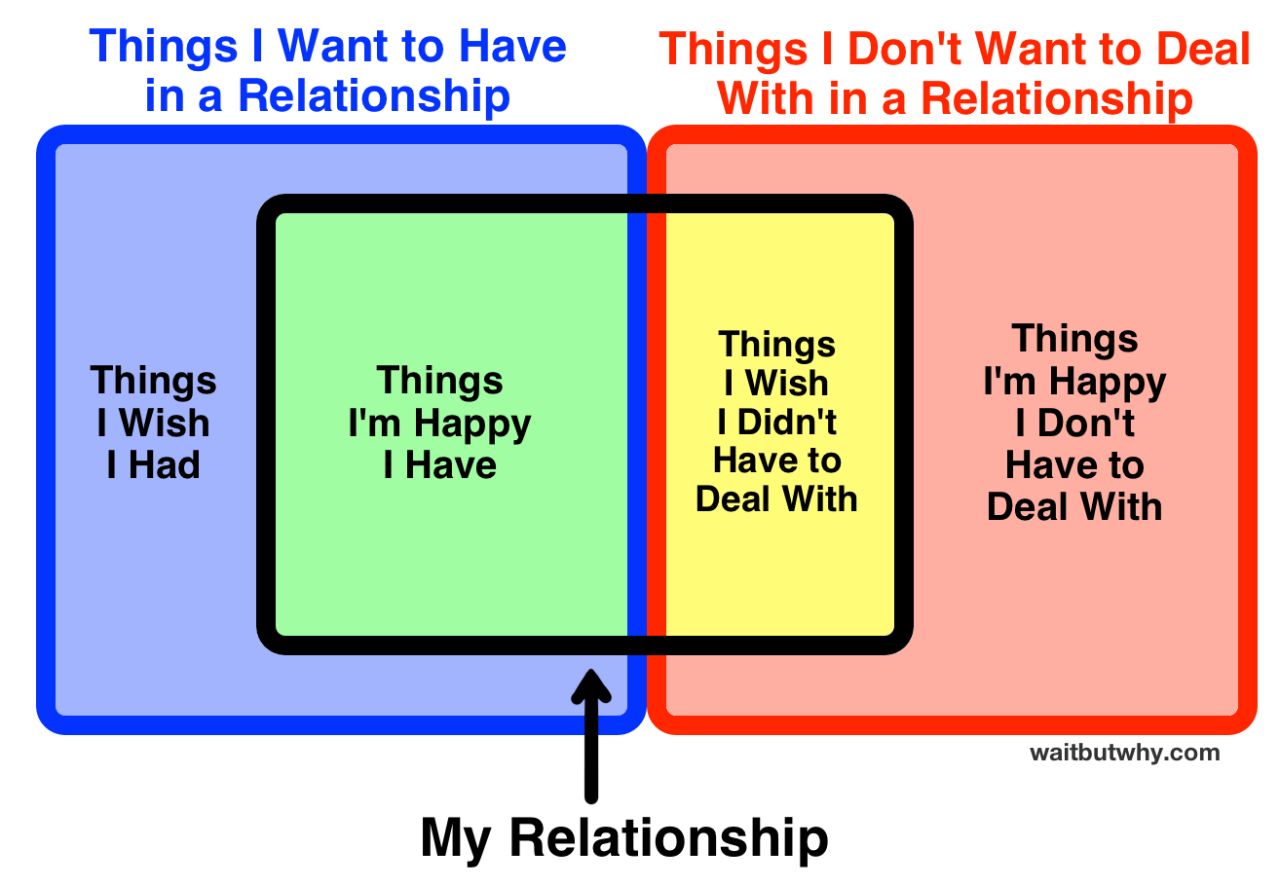 Things I Want to Have
in a Relationship
Things I Don't Want to Deal
With in a Relationship
Things
I Wish
I Had
Things
I'm Happy
I Have
Things
I Wish
I Didn't
Have to
Deal With
Things
I'm Happy
I Don't
Have to
Deal With
waitbutwhy.com
My Relationship